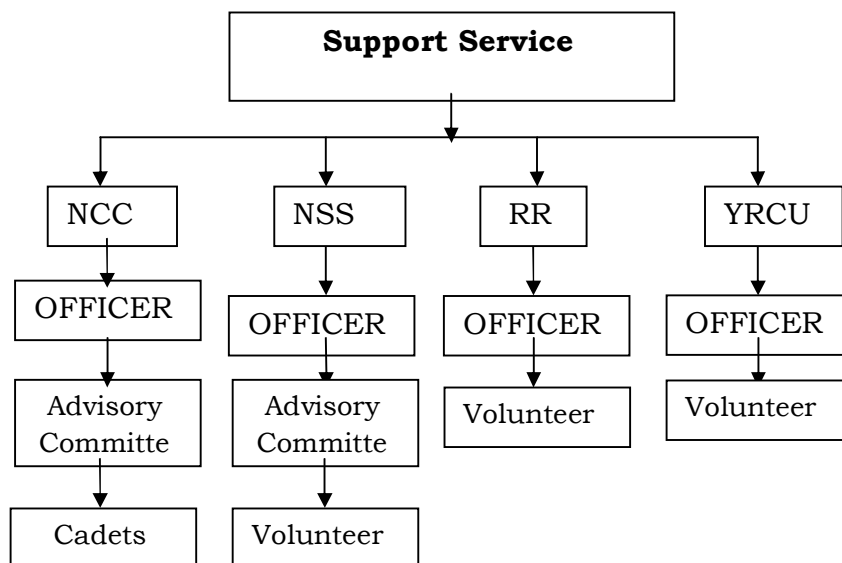 Support Service
NCC NSS RR YRCU
OFFICER OFFICER OFFICER OFFICER
Advisory Advisory Volunteer Volunteer
Committe Committe
Cadets Volunteer